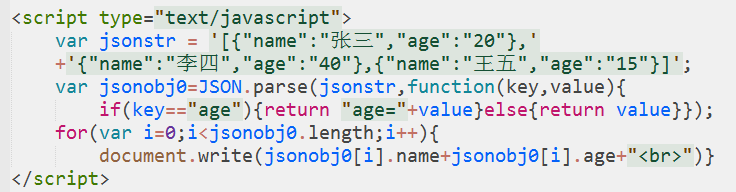 <script type="text/javascript">
    var jsonstr = '[{"name":"张三","age":"20"},'
    +'{"name":"李四","age":"40"},{"name":"王五","age":"15"}]';
    var jsonobj0=JSON.parse(jsonstr,function(key,value){
        if(key=="age"){return "age="+value}else{return value}});
    for(var i=0;i<jsonobj0.length;i++){
        document.write(jsonobj0[i].name+jsonobj0[i].age+"<br>")}
</script>